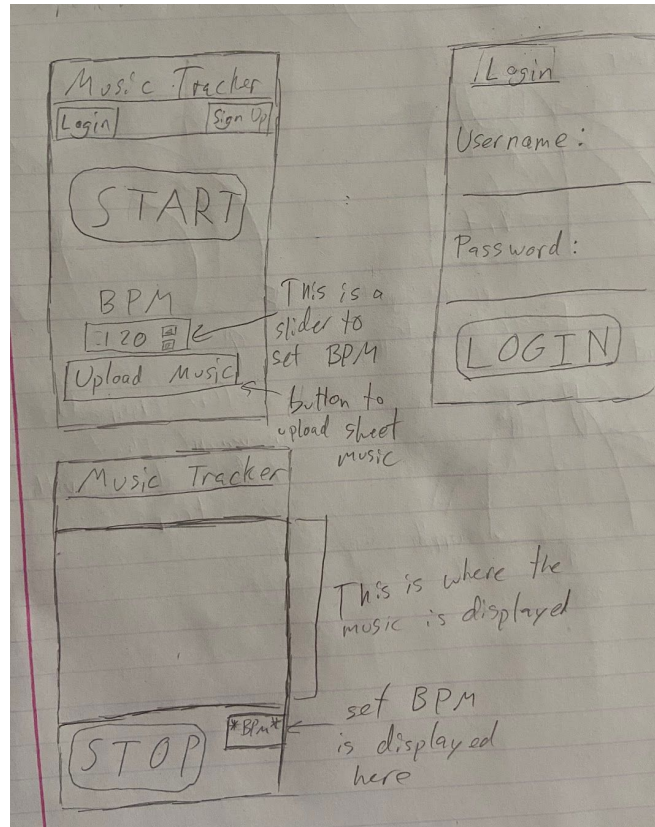 Music Tracker
Login
Sign Up
START
BPM
120
Upload Music
This is a
slider to
set BPM
button to
upload sheet
music
Login
Username:
Password:
LOGIN
Music Tracker
This is where the
music is displayed
STOP
*BPM*
set BPM
is displayed
here